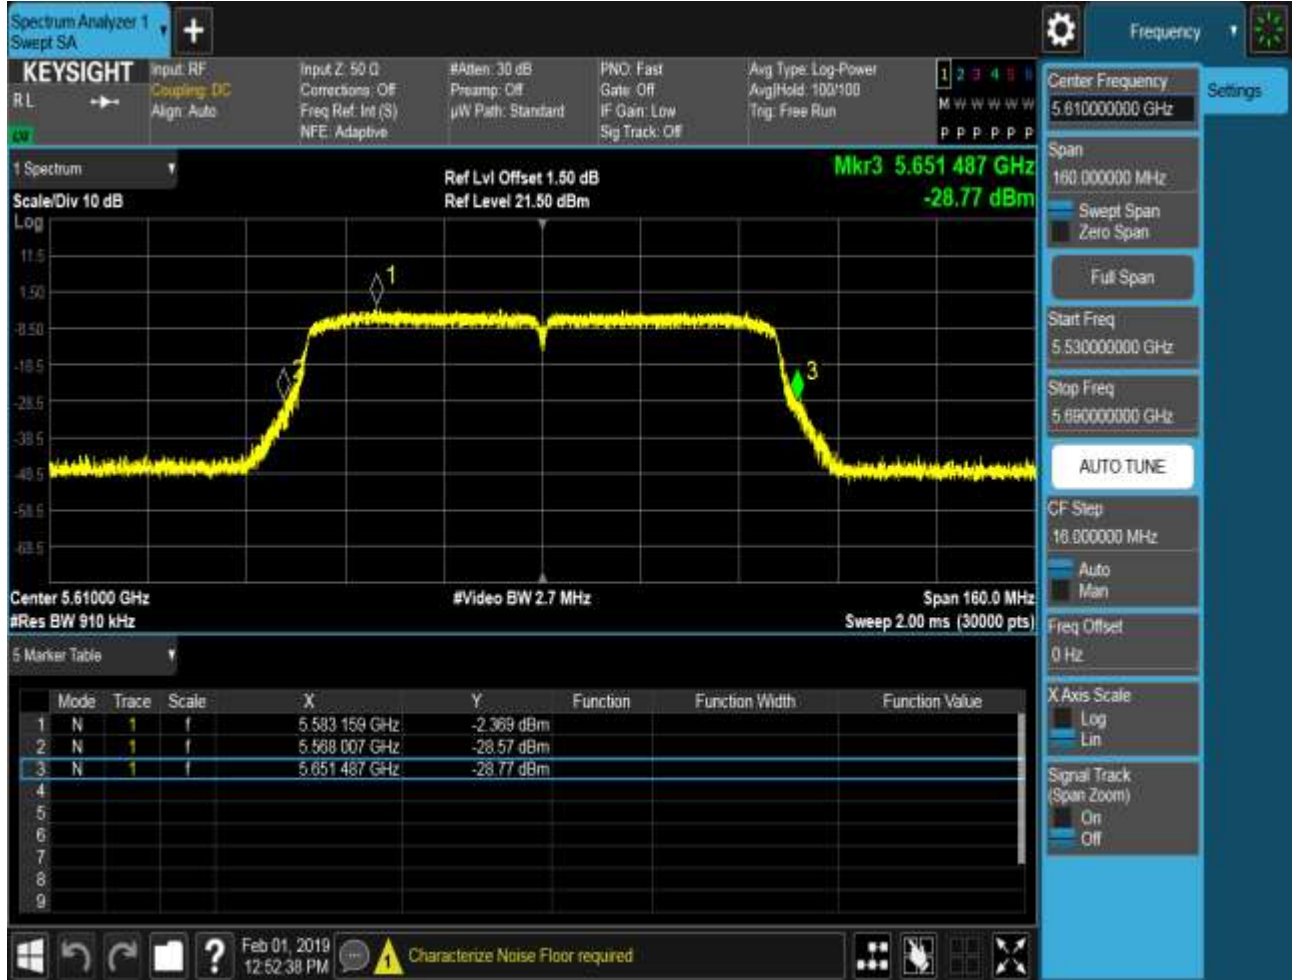 Spectrum Analyzer 1
Swept SA
Frequency
KEYSIGHT
R L
LXI
Input: RF
Coupling: DC
Align: Auto
Input Z: 50 Ω
Corrections: Off
Freq Ref: Int (S)
NFE: Adaptive
#Atten: 30 dB
Preamp: Off
µW Path: Standard
PNO: Fast
Gate: Off
IF Gain: Low
Sig Track: Off
Avg Type: Log-Power
Avg|Hold: 100/100
Trig: Free Run
1 2 3 4 5 6
M W W W W W
P P P P P P
1 Spectrum
Scale/Div 10 dB
Ref Lvl Offset 1.50 dB
Ref Level 21.50 dBm
Mkr3 5.651 487 GHz
-28.77 dBm
Log
11.5
1.50
-8.50
-18.5
-28.5
-38.5
-48.5
-58.5
-68.5
1
2
3
Center 5.61000 GHz
#Res BW 910 kHz
#Video BW 2.7 MHz
Span 160.0 MHz
Sweep 2.00 ms (30000 pts)
5 Marker Table
Mode Trace Scale X Y Function Function Width Function Value
1 N 1 f 5.583 159 GHz -2.369 dBm
2 N 1 f 5.568 007 GHz -28.57 dBm
3 N 1 f 5.651 487 GHz -28.77 dBm
4
5
6
7
8
9
Center Frequency
5.610000000 GHz
Settings
Span
160.000000 MHz
Swept Span
Zero Span
Full Span
Start Freq
5.530000000 GHz
Stop Freq
5.690000000 GHz
AUTO TUNE
CF Step
16.000000 MHz
Auto
Man
Freq Offset
0 Hz
X Axis Scale
Log
Lin
Signal Track
(Span Zoom)
On
Off
?
Feb 01, 2019
12:52:38 PM
1
Characterize Noise Floor required